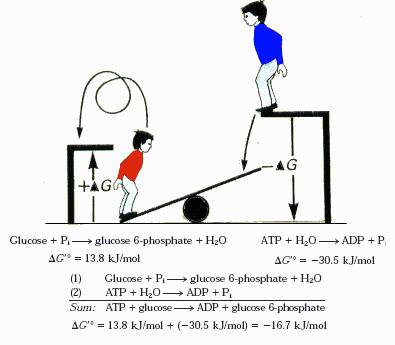 +ΔG
-ΔG
Glucose + Pᵢ ⟶ glucose 6-phosphate + H₂O
ΔG'° = 13.8 kJ/mol
ATP + H₂O ⟶ ADP + Pᵢ
ΔG'° = −30.5 kJ/mol
(1) Glucose + Pᵢ ⟶ glucose 6-phosphate + H₂O
(2) ATP + H₂O ⟶ ADP + Pᵢ
Sum: ATP + glucose ⟶ ADP + glucose 6-phosphate
ΔG'° = 13.8 kJ/mol + (−30.5 kJ/mol) = −16.7 kJ/mol